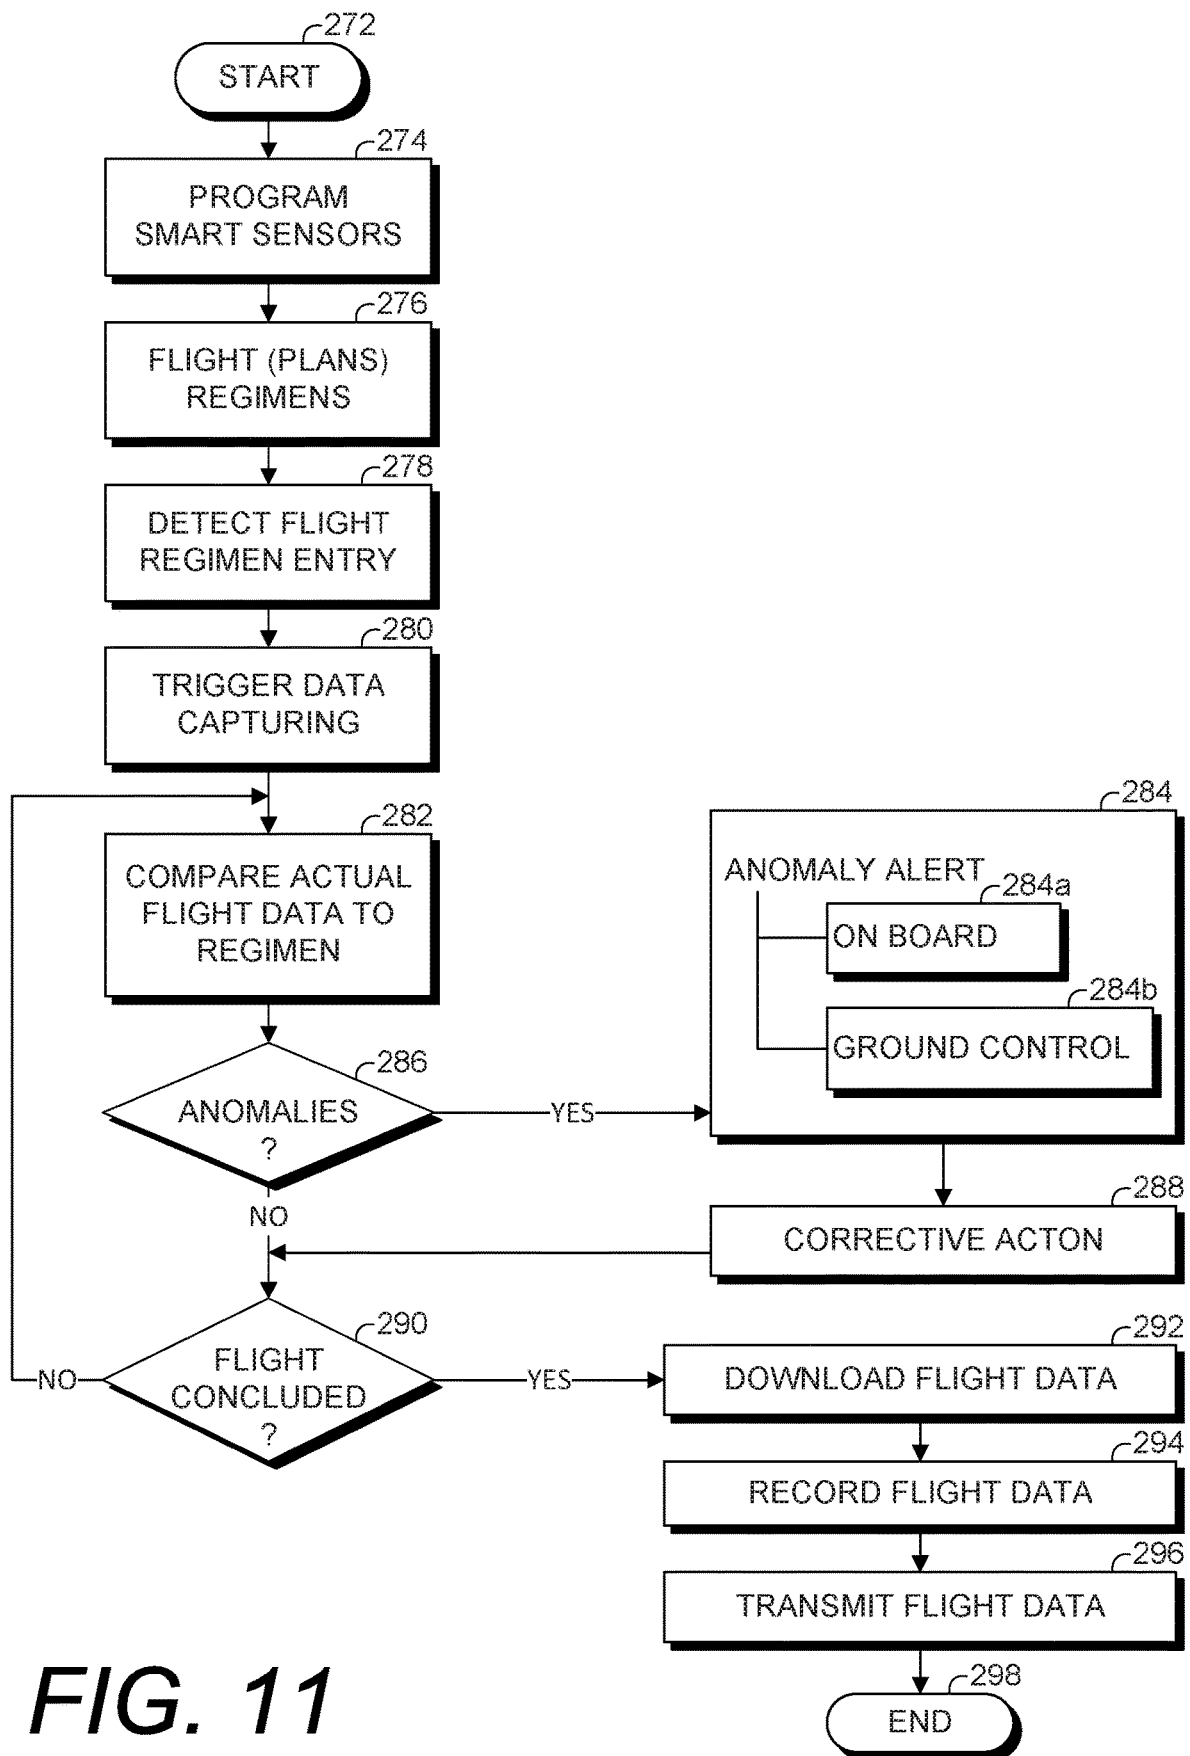 272
START
274
PROGRAM
SMART SENSORS
276
FLIGHT (PLANS)
REGIMENS
278
DETECT FLIGHT
REGIMEN ENTRY
280
TRIGGER DATA
CAPTURING
282
COMPARE ACTUAL
FLIGHT DATA TO
REGIMEN
284
ANOMALY ALERT
284a
ON BOARD
284b
GROUND CONTROL
286
ANOMALIES
?
YES
NO
288
CORRECTIVE ACTON
290
FLIGHT
CONCLUDED
?
NO
YES
292
DOWNLOAD FLIGHT DATA
294
RECORD FLIGHT DATA
296
TRANSMIT FLIGHT DATA
298
END
FIG. 11